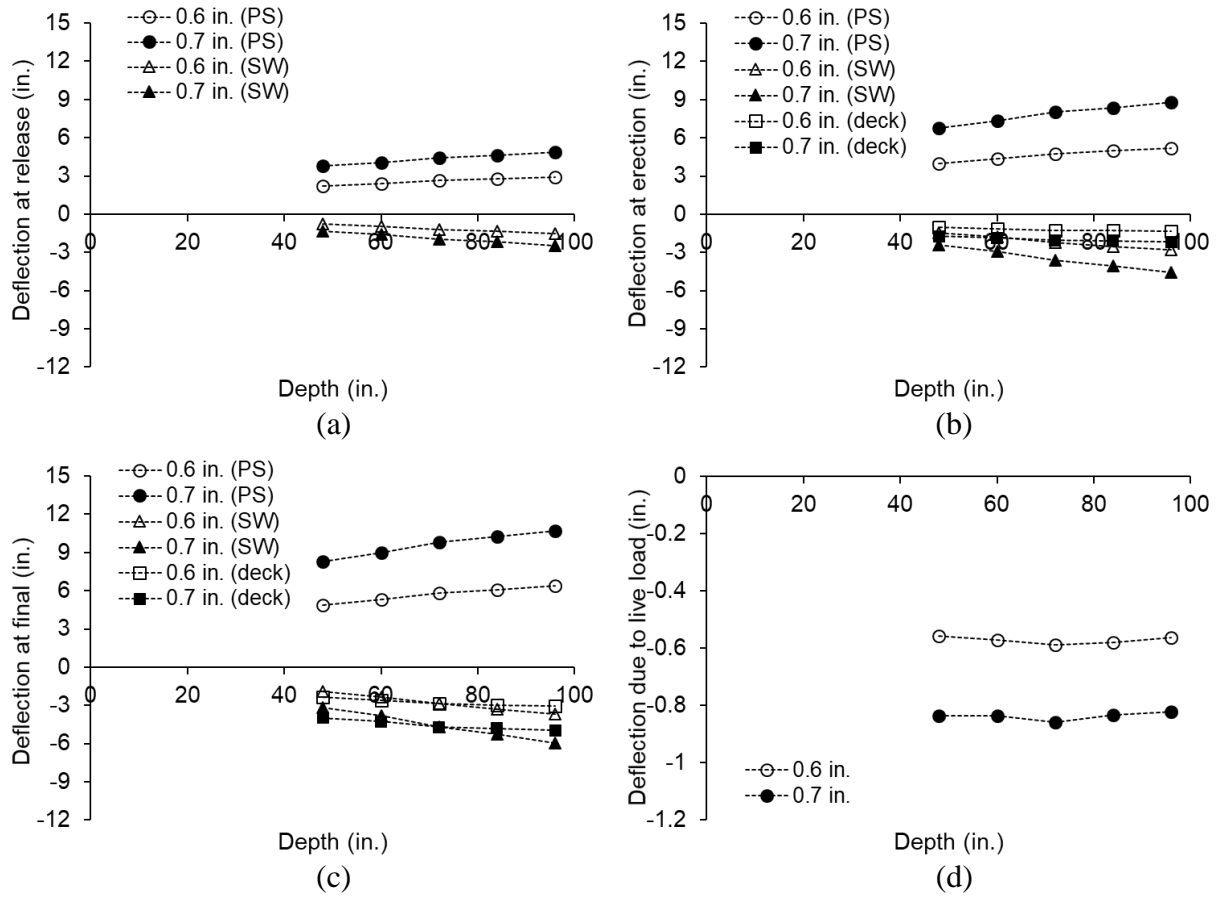 0.6 in. (PS)
0.7 in. (PS)
0.6 in. (SW)
0.7 in. (SW)
Deflection at release (in.)
15
12
9
6
3
0
-3
-6
-9
-12
0 20 40 60 80 100
Depth (in.)
(a)
0.6 in. (PS)
0.7 in. (PS)
0.6 in. (SW)
0.7 in. (SW)
0.6 in. (deck)
0.7 in. (deck)
Deflection at erection (in.)
15
12
9
6
3
0
-3
-6
-9
-12
0 20 40 60 80 100
Depth (in.)
(b)
0.6 in. (PS)
0.7 in. (PS)
0.6 in. (SW)
0.7 in. (SW)
0.6 in. (deck)
0.7 in. (deck)
Deflection at final (in.)
15
12
9
6
3
0
-3
-6
-9
-12
0 20 40 60 80 100
Depth (in.)
(c)
Deflection due to live load (in.)
0
-0.2
-0.4
-0.6
-0.8
-1
-1.2
0 20 40 60 80 100
0.6 in.
0.7 in.
Depth (in.)
(d)